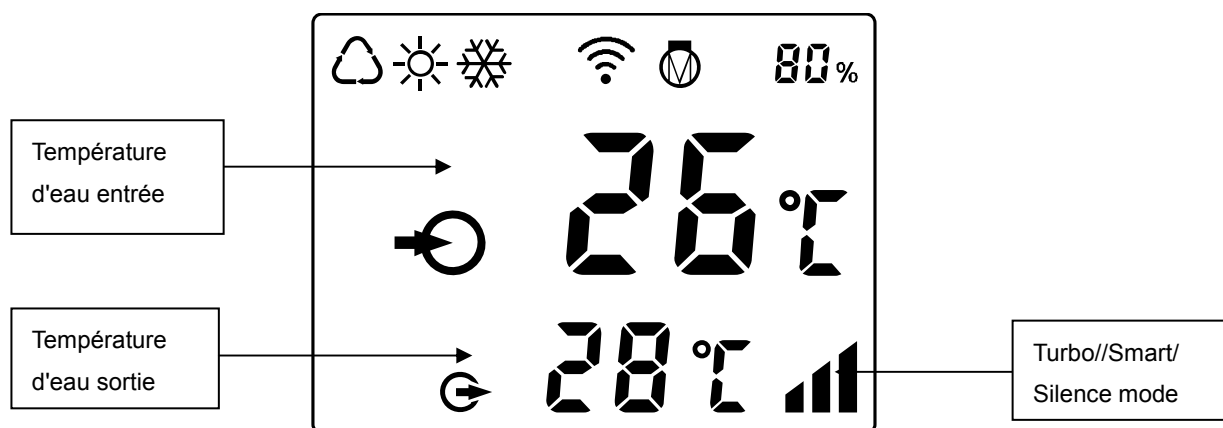 80%
Température
d'eau entrée
26°C
Température
d'eau sortie
28°C
Turbo//Smart/
Silence mode